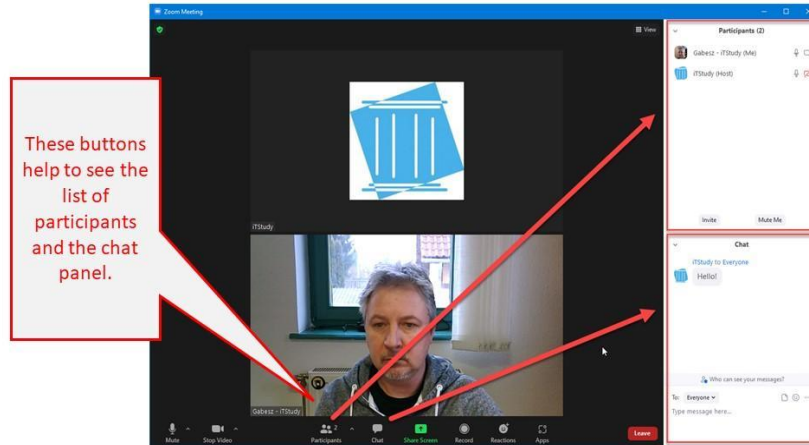 Zoom Meeting
View
Participants (2)
Gabesz - iTStudy (Me)
iTStudy (Host)
These buttons
help to see the
list of
participants
and the chat
panel.
iTStudy
Invite
Mute Me
Chat
iTStudy to Everyone
Hello!
Gabesz - iTStudy
Who can see your messages?
To: Everyone
Type message here...
Mute
Stop Video
2
Participants
Chat
Share Screen
Record
Reactions
Apps
Leave